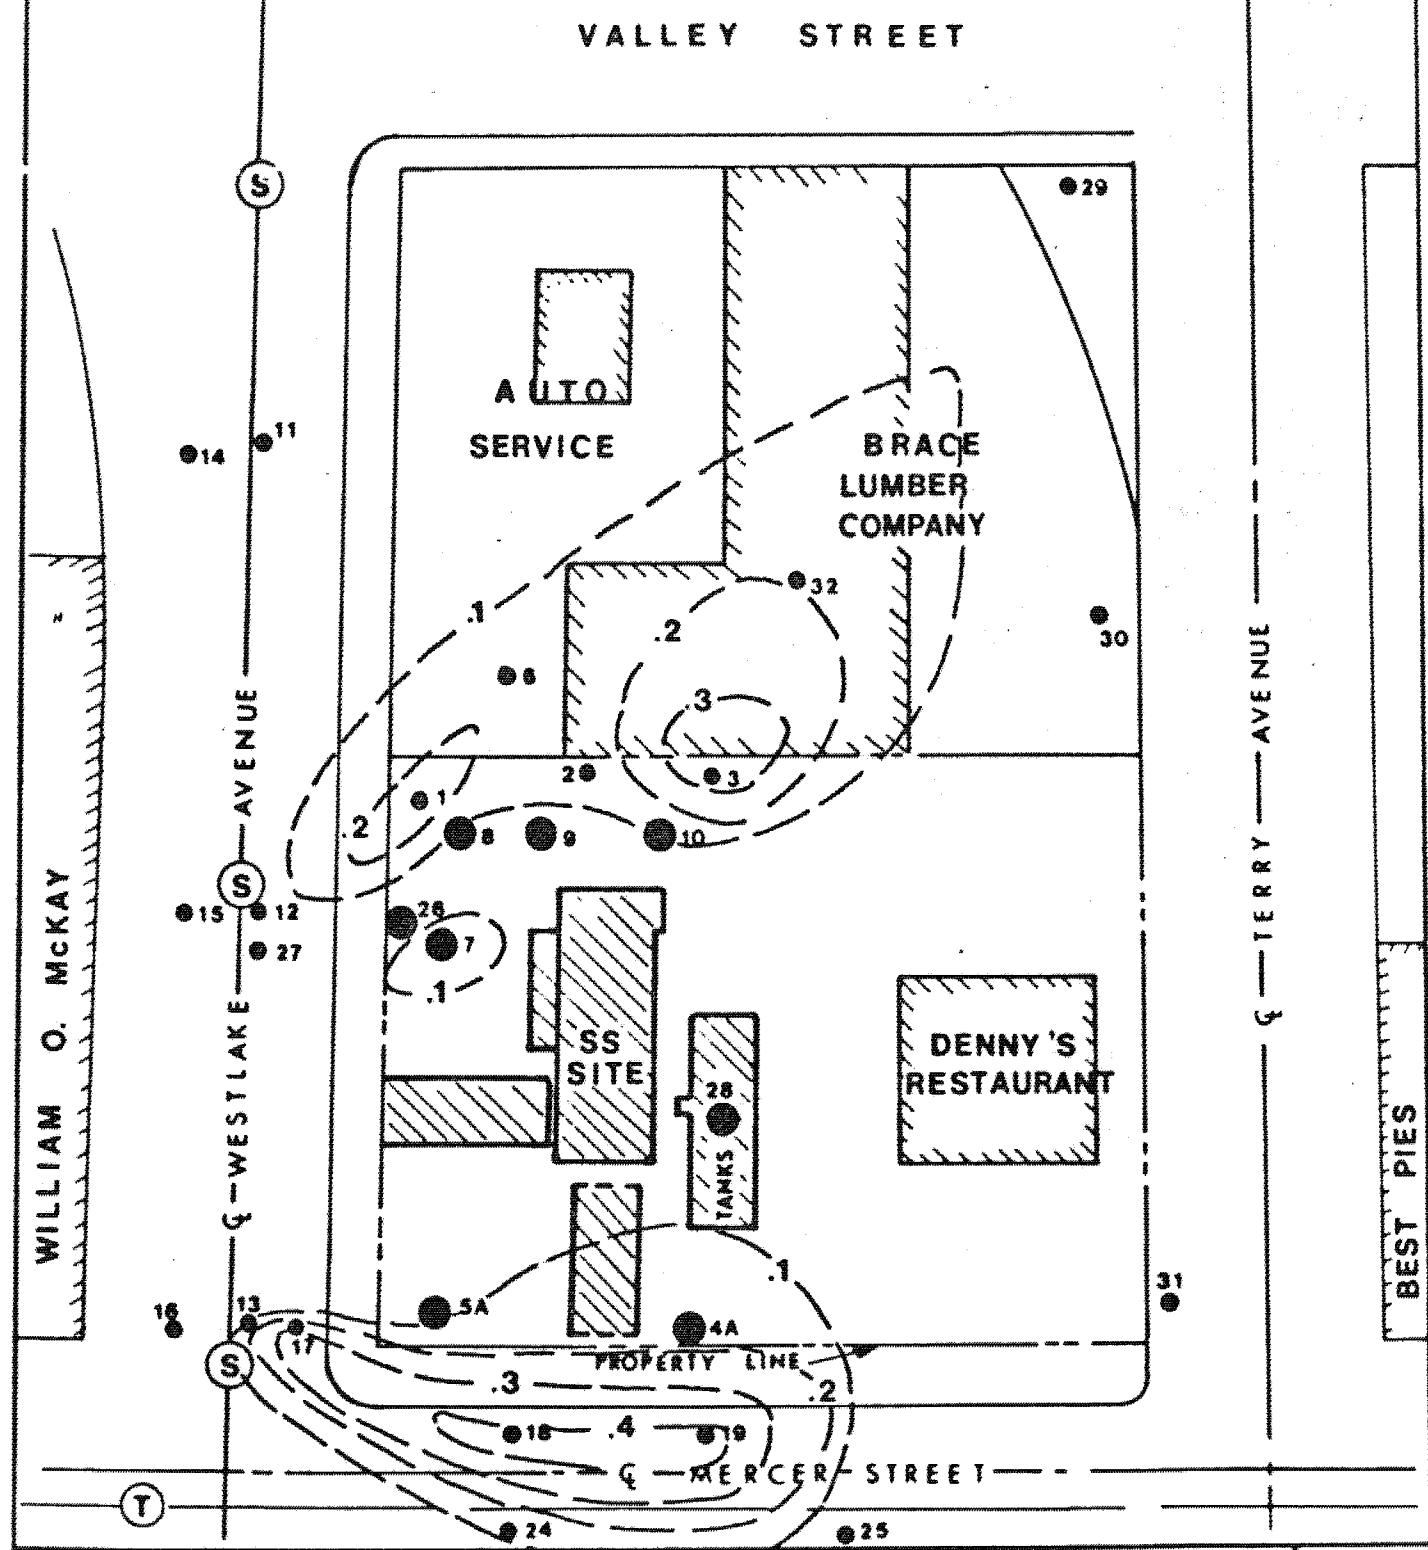 VALLEY STREET
S
29
AUTO
SERVICE
11
14
BRACE
LUMBER
COMPANY
32
.1
.2
30
6
.3
2
3
1
.2
8
9
10
S
15
12
26
27
7
.1
AVENUE
WESTLAKE
WILLIAM O. McKAY
SS
SITE
28
TANKS
DENNY'S
RESTAURANT
TERRY AVENUE
BEST PIES
.1
31
5A
4A
16
13
17
S
PROPERTY LINE
.3
.2
18
.4
19
℄ MERCER STREET
T
24
25